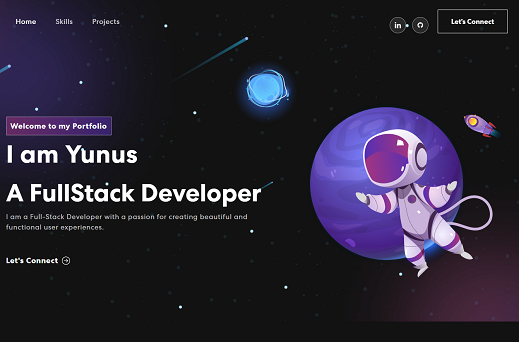 Home Skills Projects
in
Let's Connect
Welcome to my Portfolio
I am Yunus
A FullStack Developer
I am a Full-Stack Developer with a passion for creating beautiful and
functional user experiences.
Let's Connect